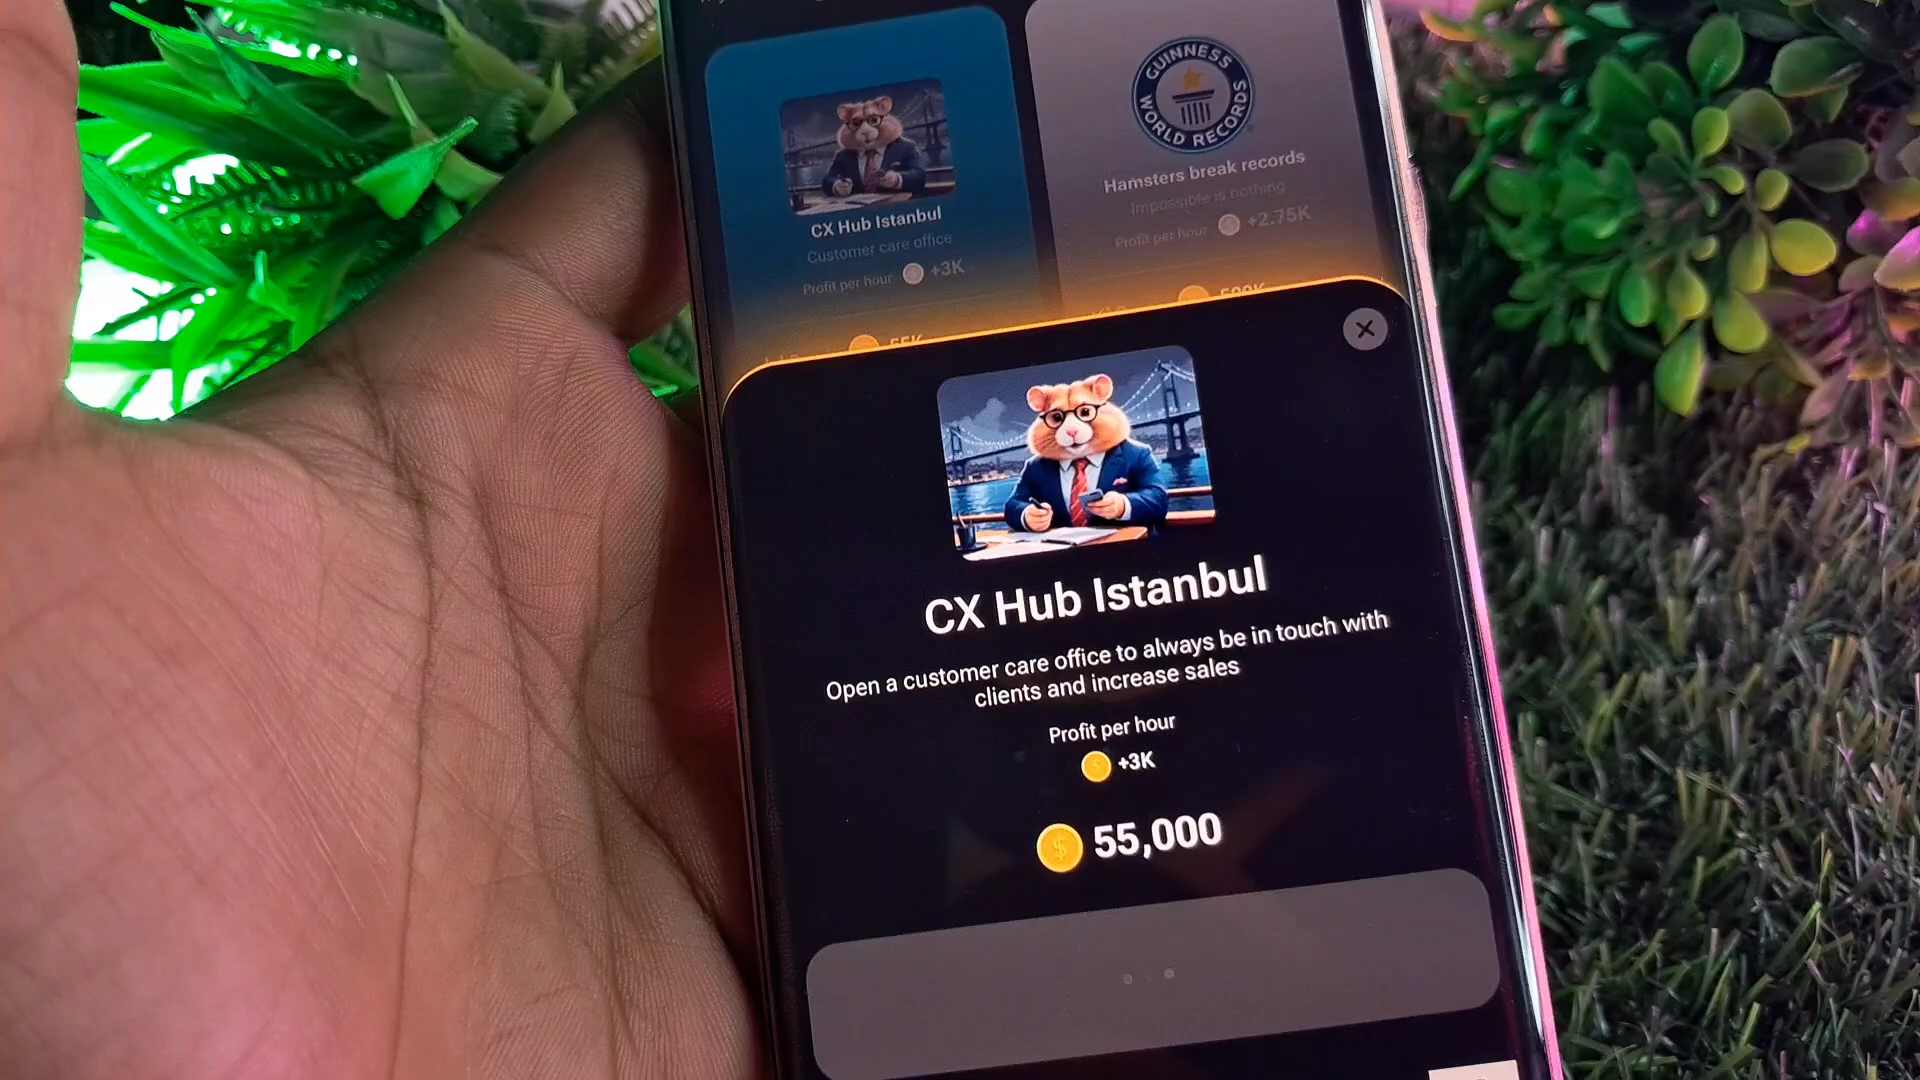 GUINNESS
WORLD RECORDS
CX Hub Istanbul
Customer care office
Profit per hour +3K
55K
Hamsters break records
Impossible is nothing
Profit per hour +2.75K
500K
CX Hub Istanbul
Open a customer care office to always be in touch with
clients and increase sales
Profit per hour
+3K
55,000